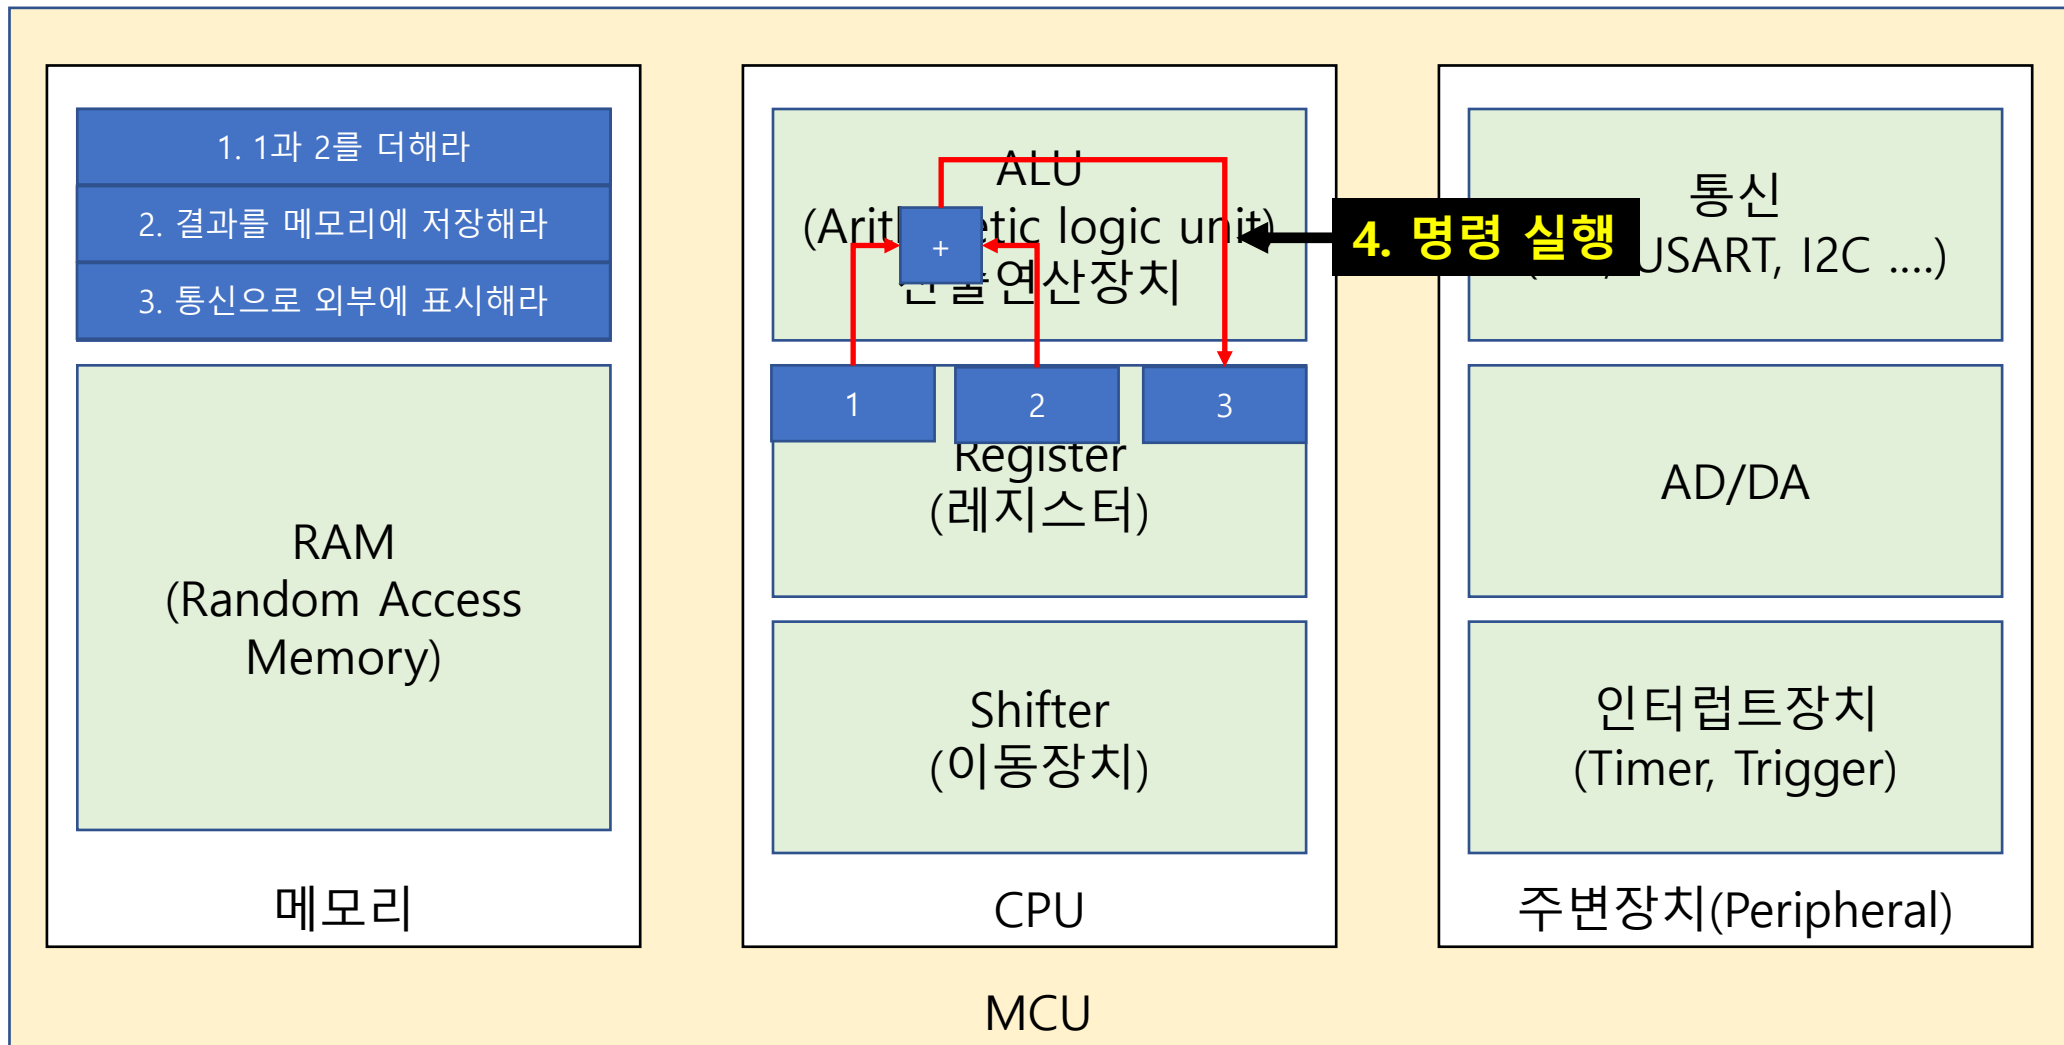 1. 1과 2를 더해라
2. 결과를 메모리에 저장해라
3. 통신으로 외부에 표시해라
RAM
(Random Access
Memory)
메모리
ALU
logic unit)
+
4. 명령 실행
1
2
3
Register
(레지스터)
Shifter
(이동장치)
CPU
통신
USART, I2C ....)
AD/DA
인터럽트장치
(Timer, Trigger)
주변장치(Peripheral)
MCU